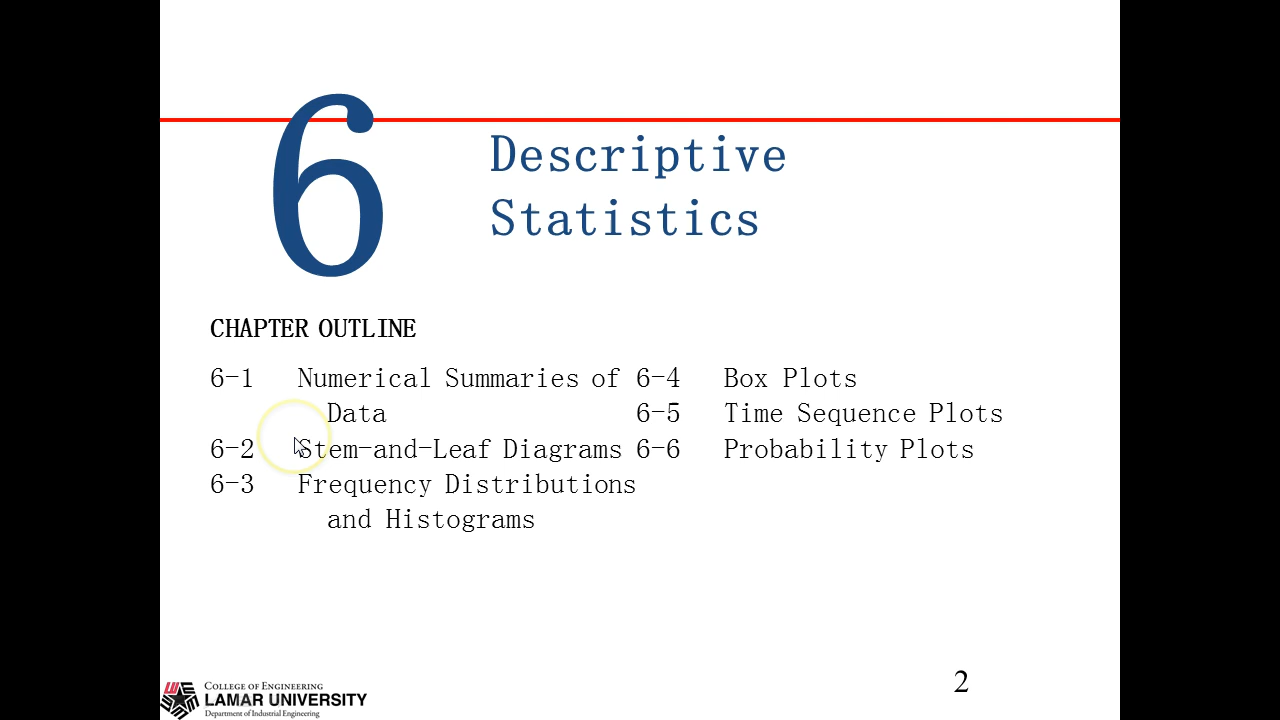 6
Descriptive
Statistics
CHAPTER OUTLINE
6-1 Numerical Summaries of
Data
6-2 Stem-and-Leaf Diagrams
6-3 Frequency Distributions
and Histograms
6-4 Box Plots
6-5 Time Sequence Plots
6-6 Probability Plots
COLLEGE OF ENGINEERING
LAMAR UNIVERSITY
Department of Industrial Engineering
2